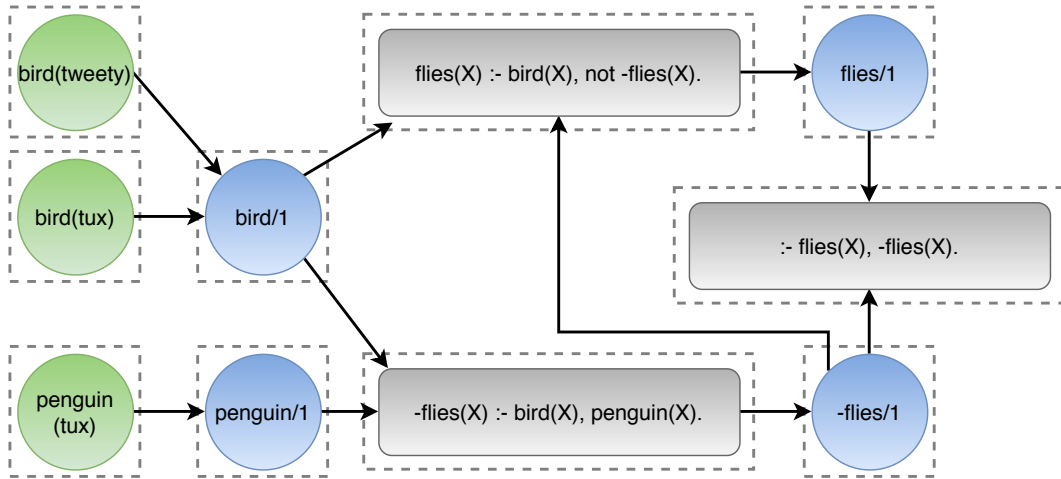 bird(tweety)
flies(X) :- bird(X), not -flies(X).
flies/1
bird(tux)
bird/1
:- flies(X), -flies(X).
penguin
(tux)
penguin/1
-flies(X) :- bird(X), penguin(X).
-flies/1